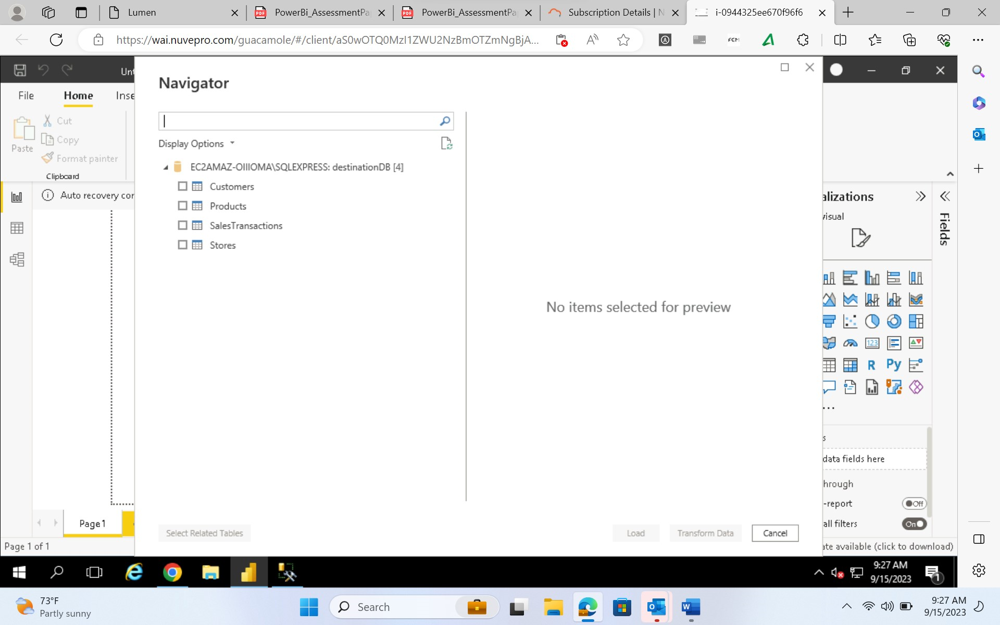 Lumen
PowerBi_AssessmentPa
PowerBi_AssessmentPa
Subscription Details | N
i-0944325ee670f96f6
https://wai.nuvepro.com/guacamole/#/client/aS0wOTQ0MzI1ZWU2NzBmOTZmNgBjA...
FCM
Unt
Navigator
File
Home
Inse
Cut
Copy
Paste
Format painter
Clipboard
Display Options
EC2AMAZ-OIIIOMA\SQLEXPRESS: destinationDB [4]
Customers
Products
SalesTransactions
Stores
Auto recovery cor
No items selected for preview
alizations
visual
Fields
123
R
Py
...
s
data fields here
hrough
-report
Off
all filters
On
Page 1
Select Related Tables
Load
Transform Data
Cancel
Page 1 of 1
ate available (click to download)
9:27 AM
9/15/2023
1
73°F
Partly sunny
Search
9:27 AM
9/15/2023